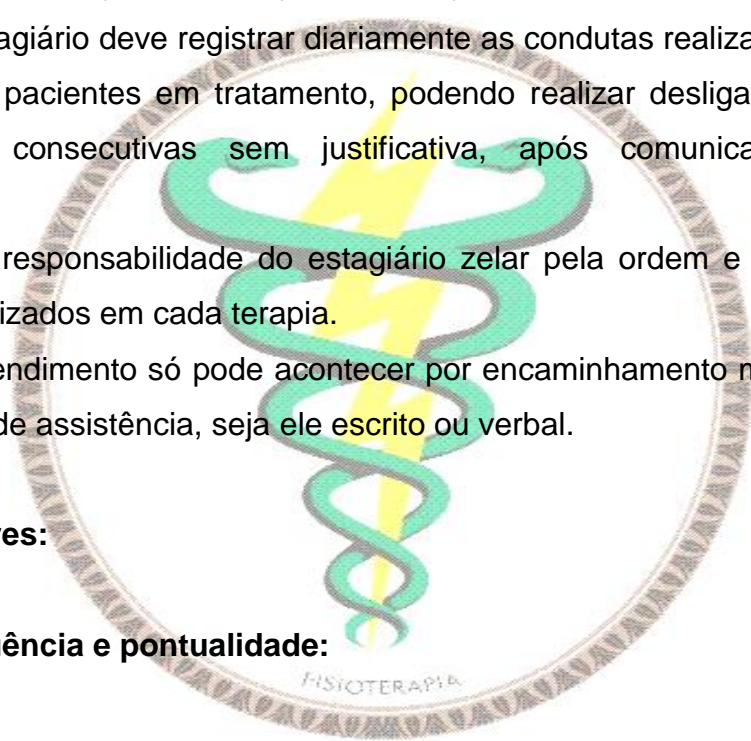 agiário deve registrar diariamente as condutas realiza
pacientes em tratamento, podendo realizar desliga
consecutivas sem justificativa, após comunica
responsabilidade do estagiário zelar pela ordem e
izados em cada terapia.
endimento só pode acontecer por encaminhamento
de assistência, seja ele escrito ou verbal.
es:
ência e pontualidade:
FISIOTERAPIA